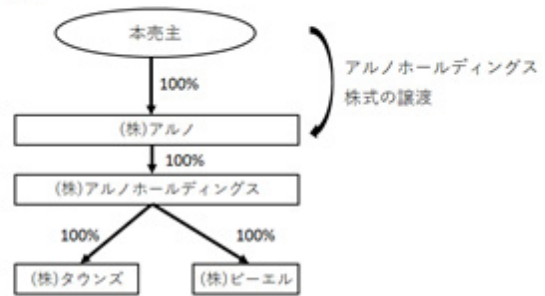 本売主
100%
アルノホールディングス
株式の譲渡
(株)アルノ
100%
(株)アルノホールディングス
100%
100%
(株)タウンズ
(株)ビーエル